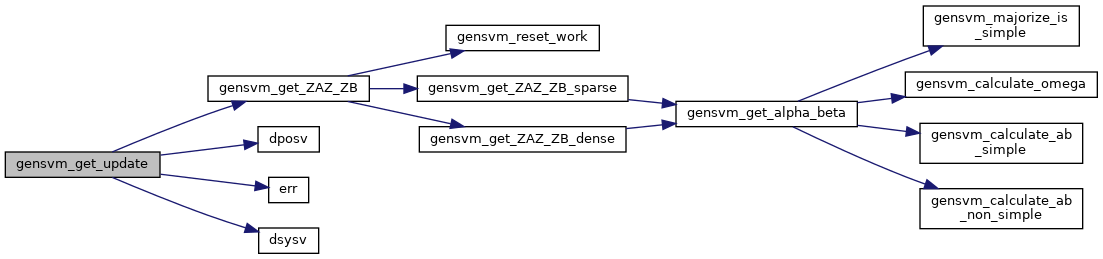 gensvm_get_update
gensvm_get_ZAZ_ZB
dposv
err
dsysv
gensvm_reset_work
gensvm_get_ZAZ_ZB_sparse
gensvm_get_ZAZ_ZB_dense
gensvm_get_alpha_beta
gensvm_majorize_is
_simple
gensvm_calculate_omega
gensvm_calculate_ab
_simple
gensvm_calculate_ab
_non_simple